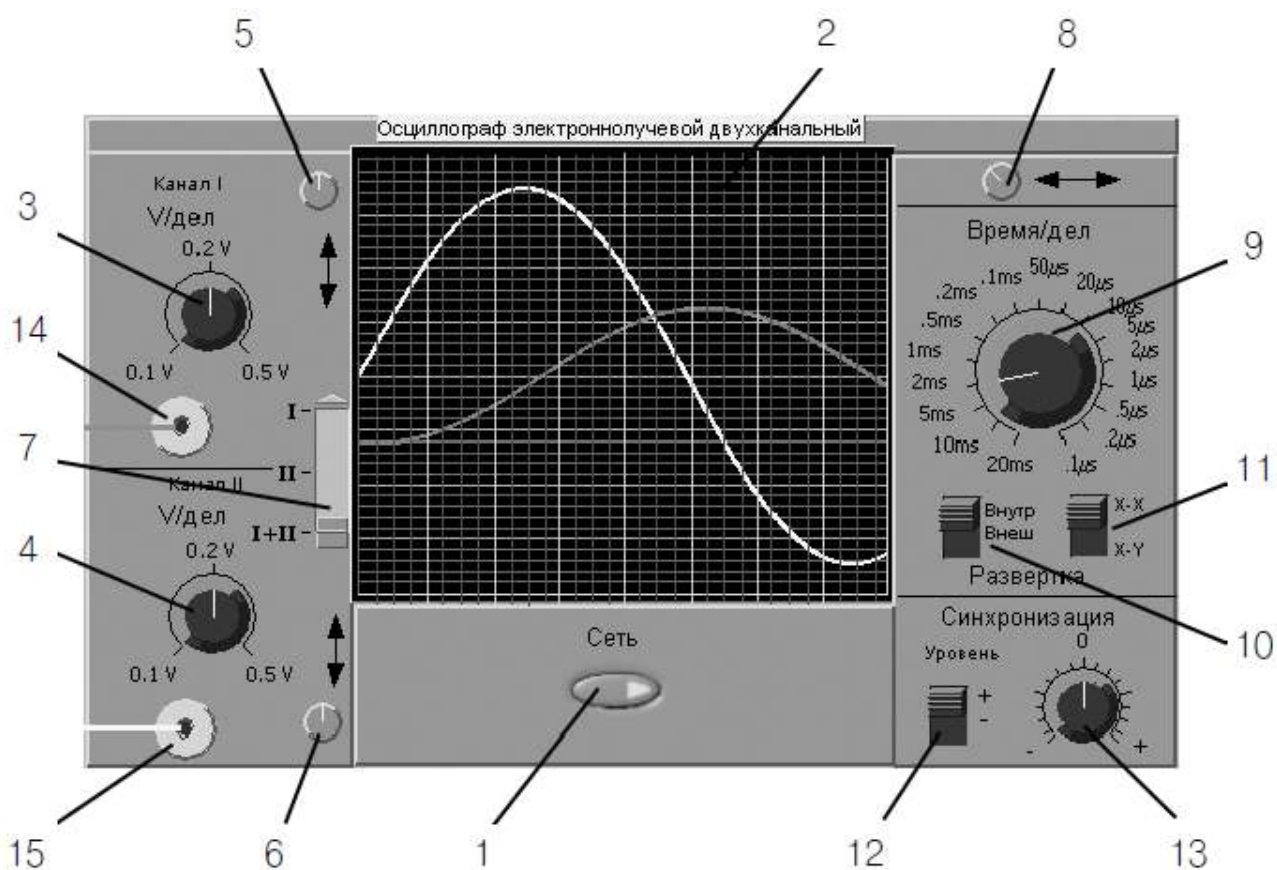 5
2
8
Осциллограф электроннолучевой двухканальный
3
Канал I
V/дел
0.2 V
0.1 V
0.5 V
14
7
I
II
I+II
Канал II
V/дел
0.2 V
0.1 V
0.5 V
4
15
6
Сеть
1
Время/дел
9
.2ms
.1ms
50µs
20µs
10µs
5µs
2µs
1µs
.5µs
.2µs
.1µs
20ms
10ms
5ms
2ms
1ms
.5ms
Внутр
Внеш
X-X
X-Y
11
Развертка
10
Синхронизация
Уровень
0
+
-
-
+
12
13